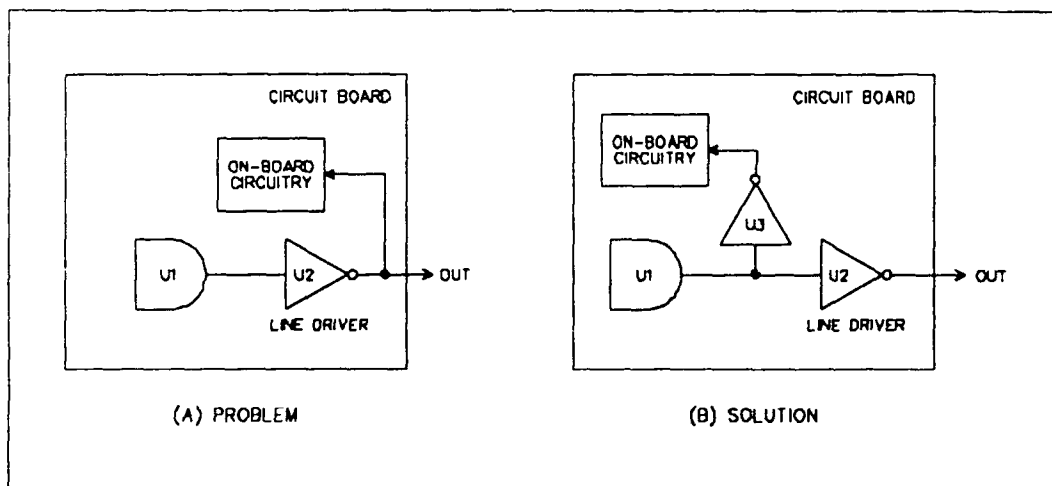 CIRCUIT BOARD
ON-BOARD
CIRCUITRY
U1
U2
OUT
LINE DRIVER
(A) PROBLEM
CIRCUIT BOARD
ON-BOARD
CIRCUITRY
U3
U1
U2
OUT
LINE DRIVER
(B) SOLUTION